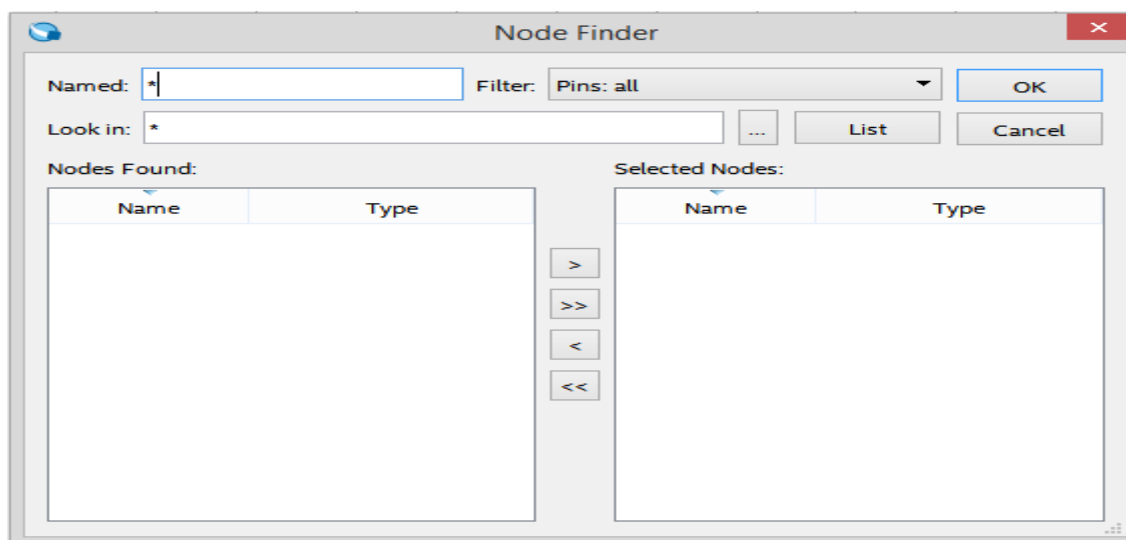 Node Finder
Named: * Filter: Pins: all OK
Look in: * ... List Cancel
Nodes Found: Selected Nodes:
Name Type Name Type
>
>>
<
<<